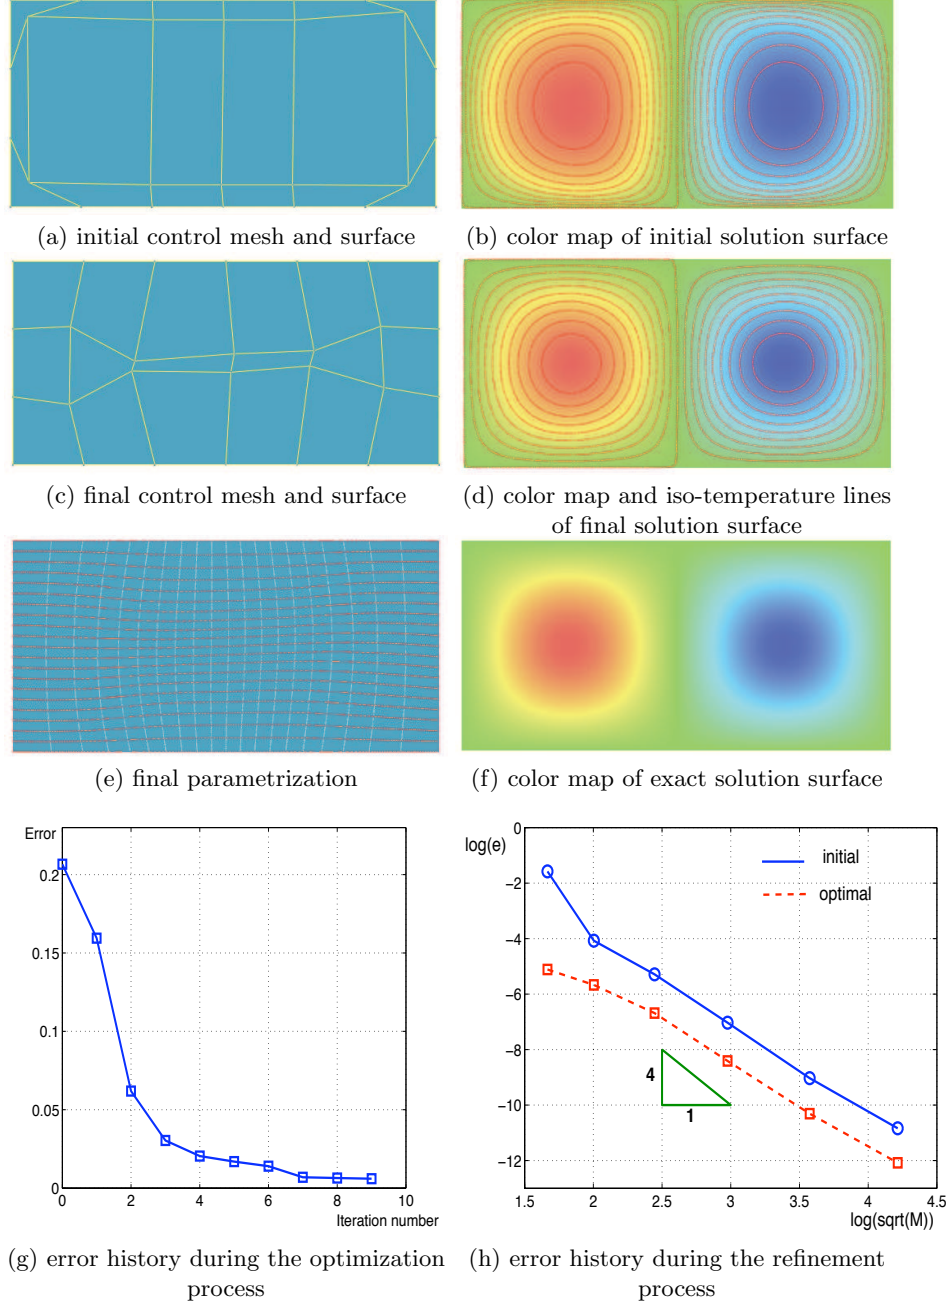 (a) initial control mesh and surface
(b) color map of initial solution surface
(c) final control mesh and surface
(d) color map and iso-temperature lines
of final solution surface
(e) final parametrization
(f) color map of exact solution surface
Error
0.2
0.15
0.1
0.05
0
0 2 4 6 8 10
Iteration number
log(e)
0
−2
−4
−6
−8
−10
−12
initial
optimal
4
1
1.5 2 2.5 3 3.5 4 4.5
log(sqrt(M))
(g) error history during the optimization
process
(h) error history during the refinement
process